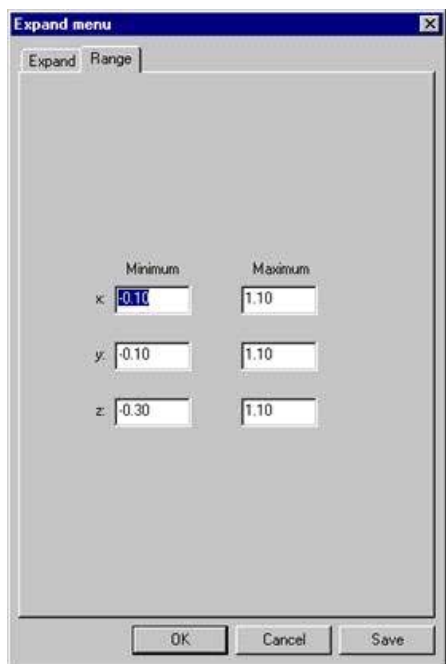 Expand menu
Expand Range
Minimum Maximum
x: -0.10 1.10
y: -0.10 1.10
z: -0.30 1.10
OK Cancel Save